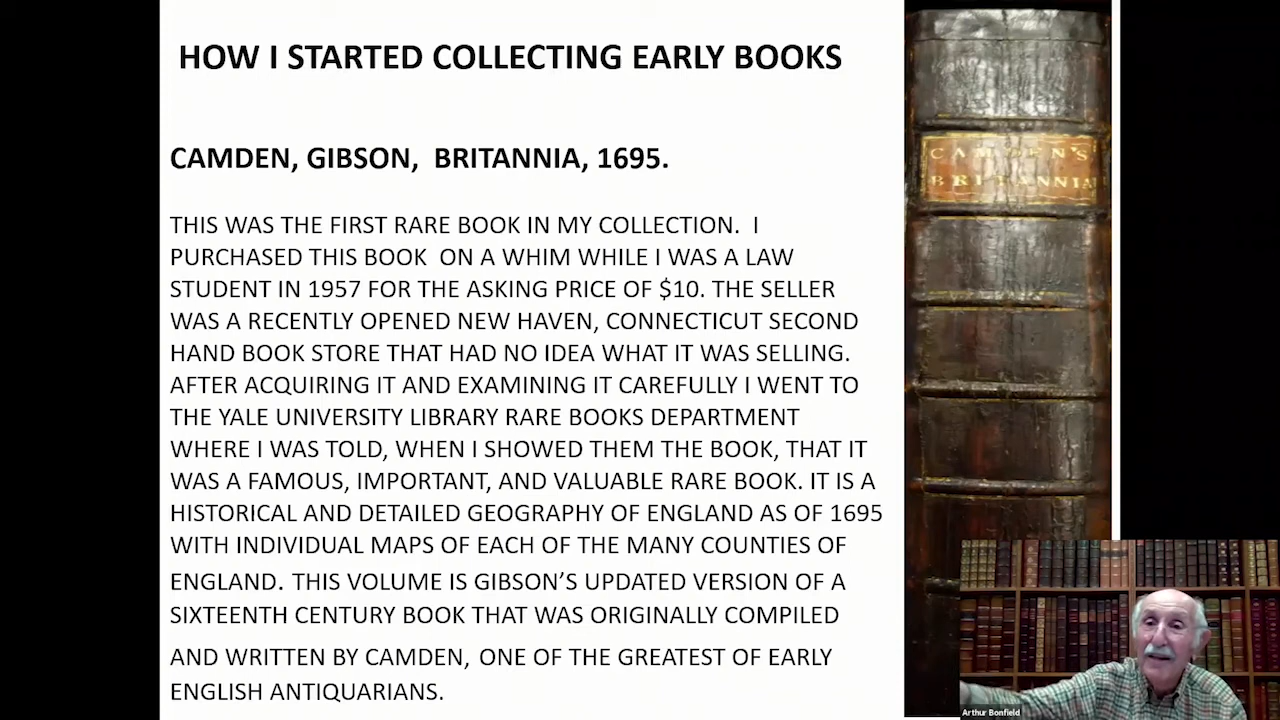 HOW I STARTED COLLECTING EARLY BOOKS
CAMDEN, GIBSON, BRITANNIA, 1695.
THIS WAS THE FIRST RARE BOOK IN MY COLLECTION. I
PURCHASED THIS BOOK ON A WHIM WHILE I WAS A LAW
STUDENT IN 1957 FOR THE ASKING PRICE OF $10. THE SELLER
WAS A RECENTLY OPENED NEW HAVEN, CONNECTICUT SECOND
HAND BOOK STORE THAT HAD NO IDEA WHAT IT WAS SELLING.
AFTER ACQUIRING IT AND EXAMINING IT CAREFULLY I WENT TO
THE YALE UNIVERSITY LIBRARY RARE BOOKS DEPARTMENT
WHERE I WAS TOLD, WHEN I SHOWED THEM THE BOOK, THAT IT
WAS A FAMOUS, IMPORTANT, AND VALUABLE RARE BOOK. IT IS A
HISTORICAL AND DETAILED GEOGRAPHY OF ENGLAND AS OF 1695
WITH INDIVIDUAL MAPS OF EACH OF THE MANY COUNTIES OF
ENGLAND. THIS VOLUME IS GIBSON'S UPDATED VERSION OF A
SIXTEENTH CENTURY BOOK THAT WAS ORIGINALLY COMPILED
AND WRITTEN BY CAMDEN, ONE OF THE GREATEST OF EARLY
ENGLISH ANTIQUARIANS.
CAMDEN'S
BRITANNIA
Arthur Bonfield